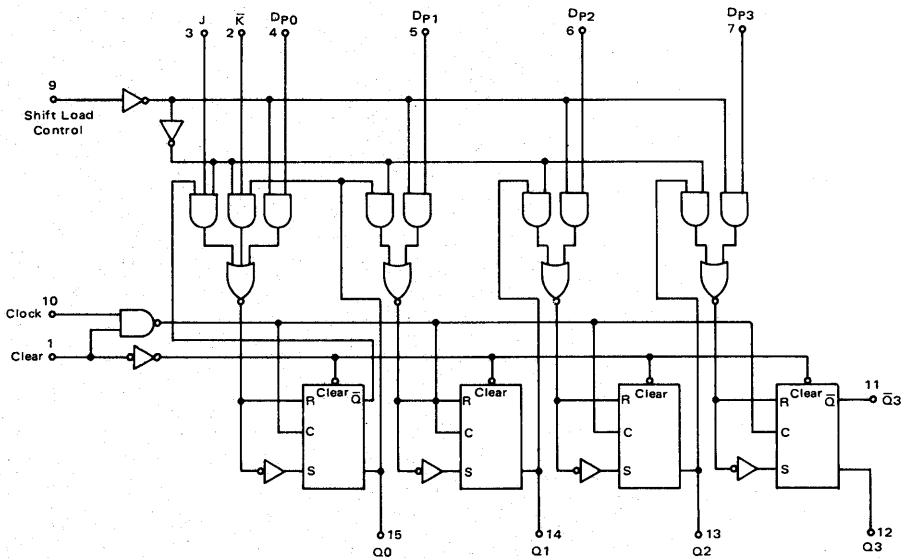 J
3
K̄
2
DP0
4
DP1
5
DP2
6
DP3
7
9
Shift Load
Control
10
Clock
1
Clear
Clear Q̄
R
C
S
Clear
R
C
S
Clear
R
C
S
Clear Q̄
R
C
S
11
Q̄3
15
Q0
14
Q1
13
Q2
12
Q3